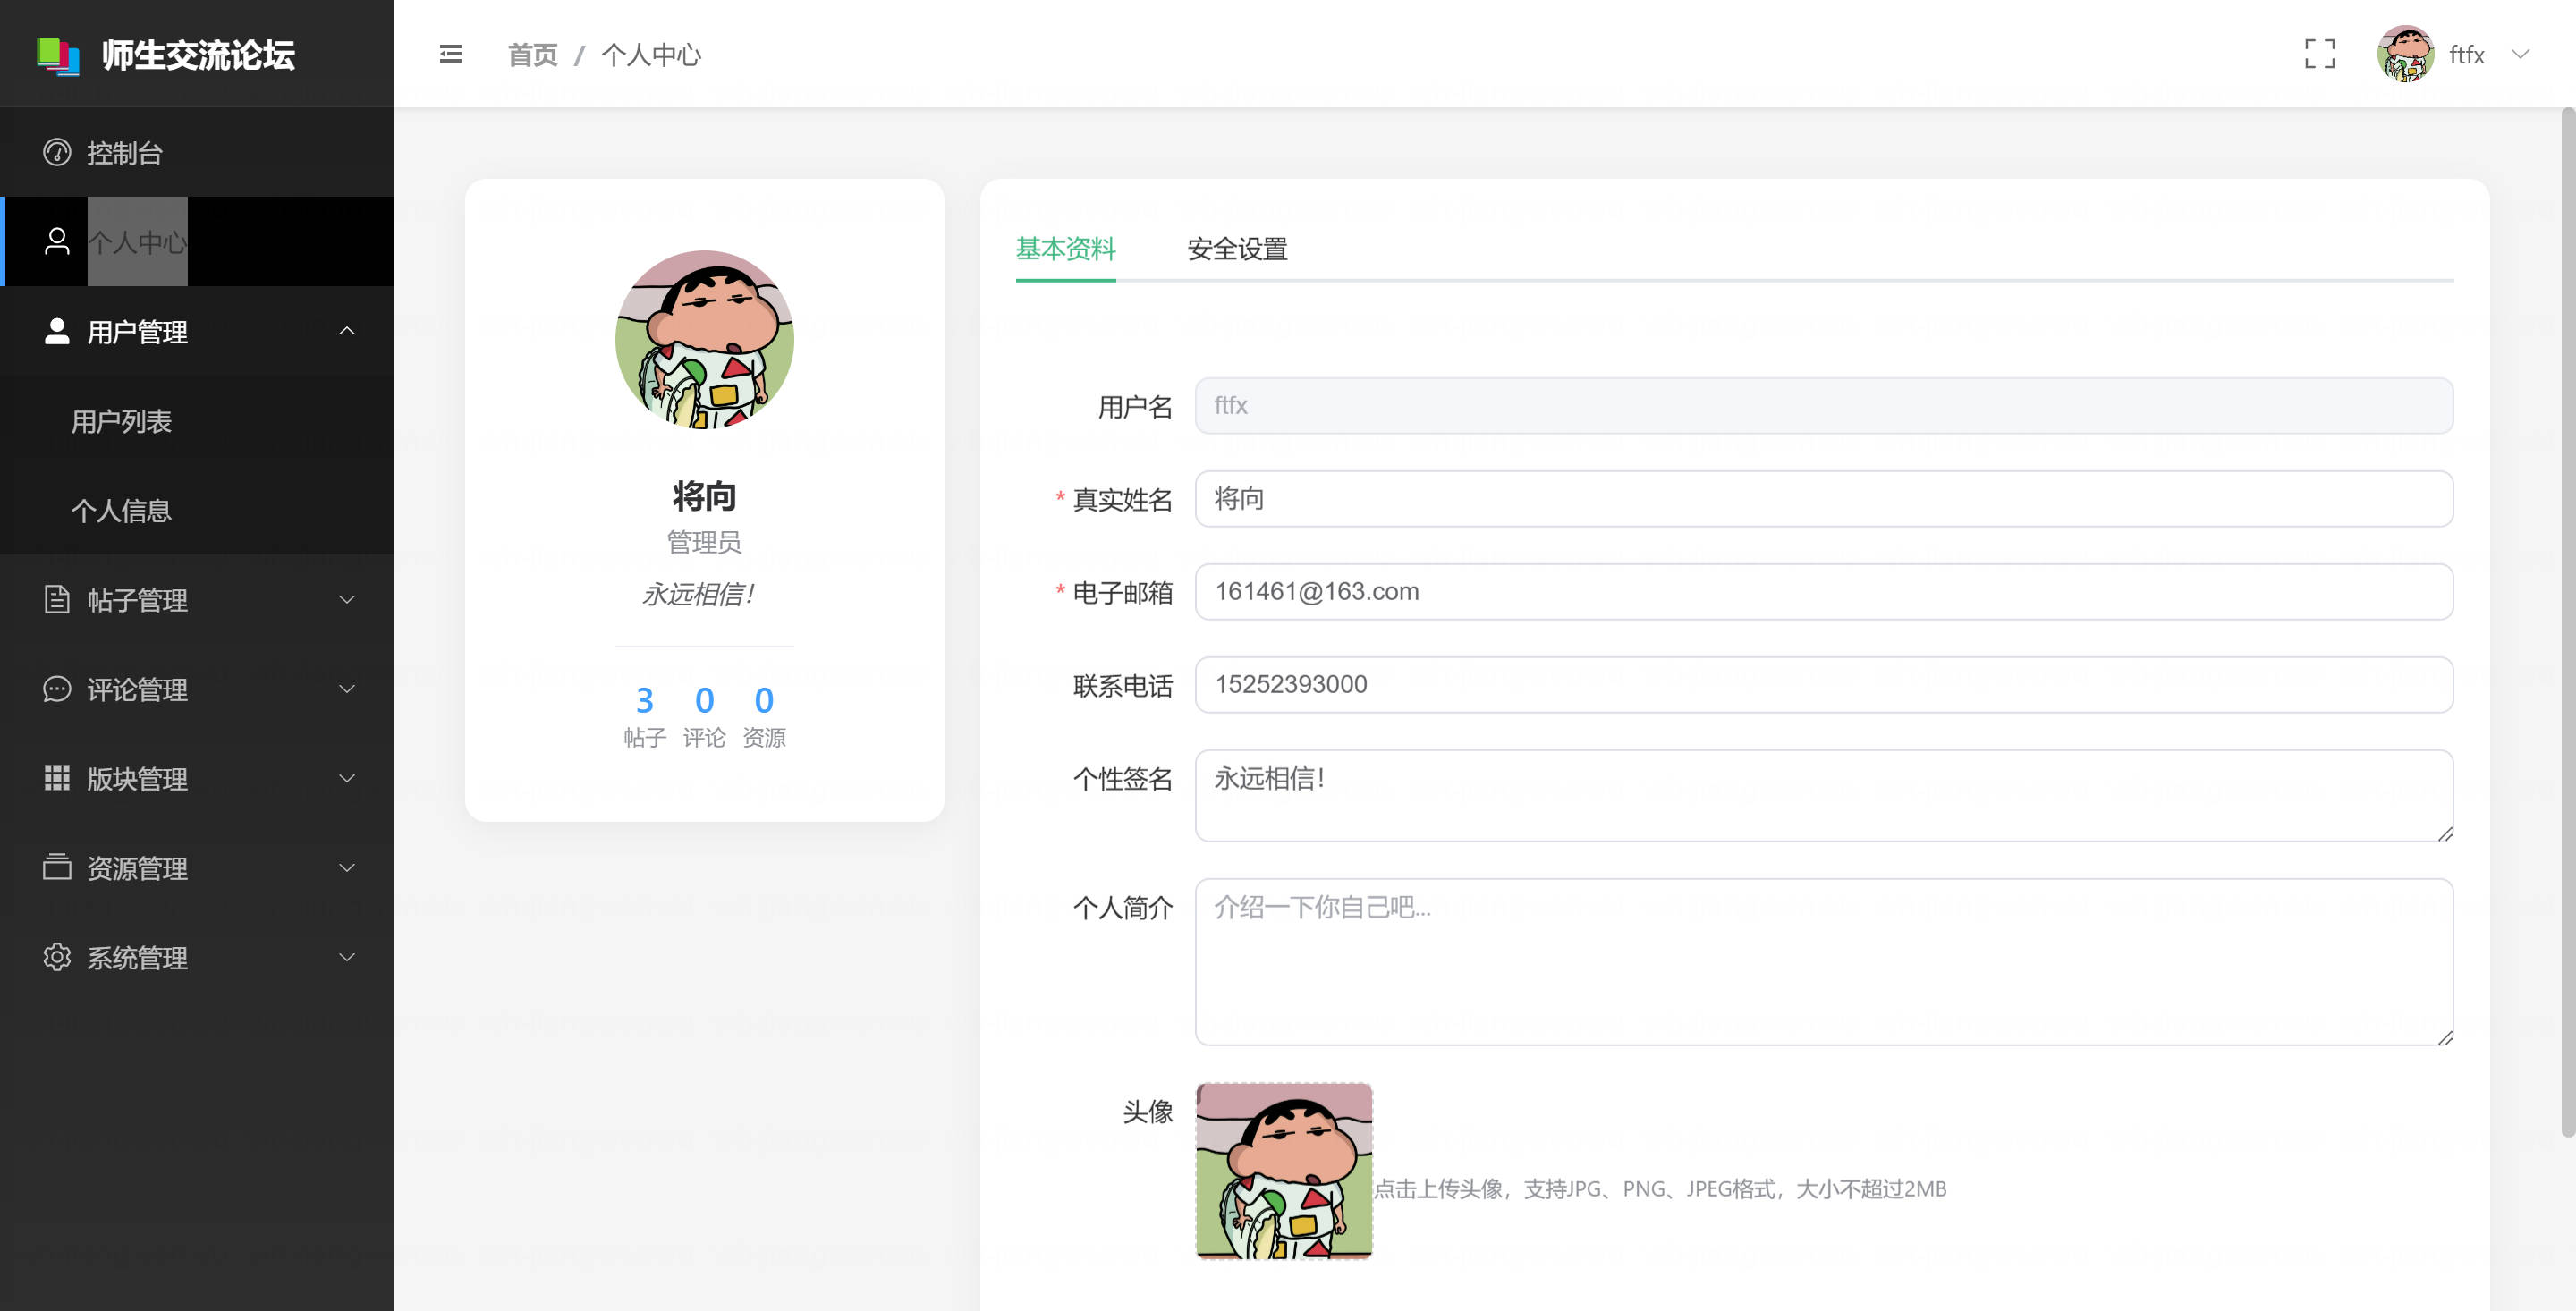 师生交流论坛
首页 / 个人中心
ftfx
控制台
个人中心
用户管理
用户列表
个人信息
帖子管理
评论管理
版块管理
资源管理
系统管理
将向
管理员
永远相信!
3 0 0
帖子 评论 资源
基本资料 安全设置
用户名 ftfx
* 真实姓名 将向
* 电子邮箱 161461@163.com
联系电话 15252393000
个性签名 永远相信!
个人简介 介绍一下你自己吧...
头像
点击上传头像，支持JPG、PNG、JPEG格式，大小不超过2MB